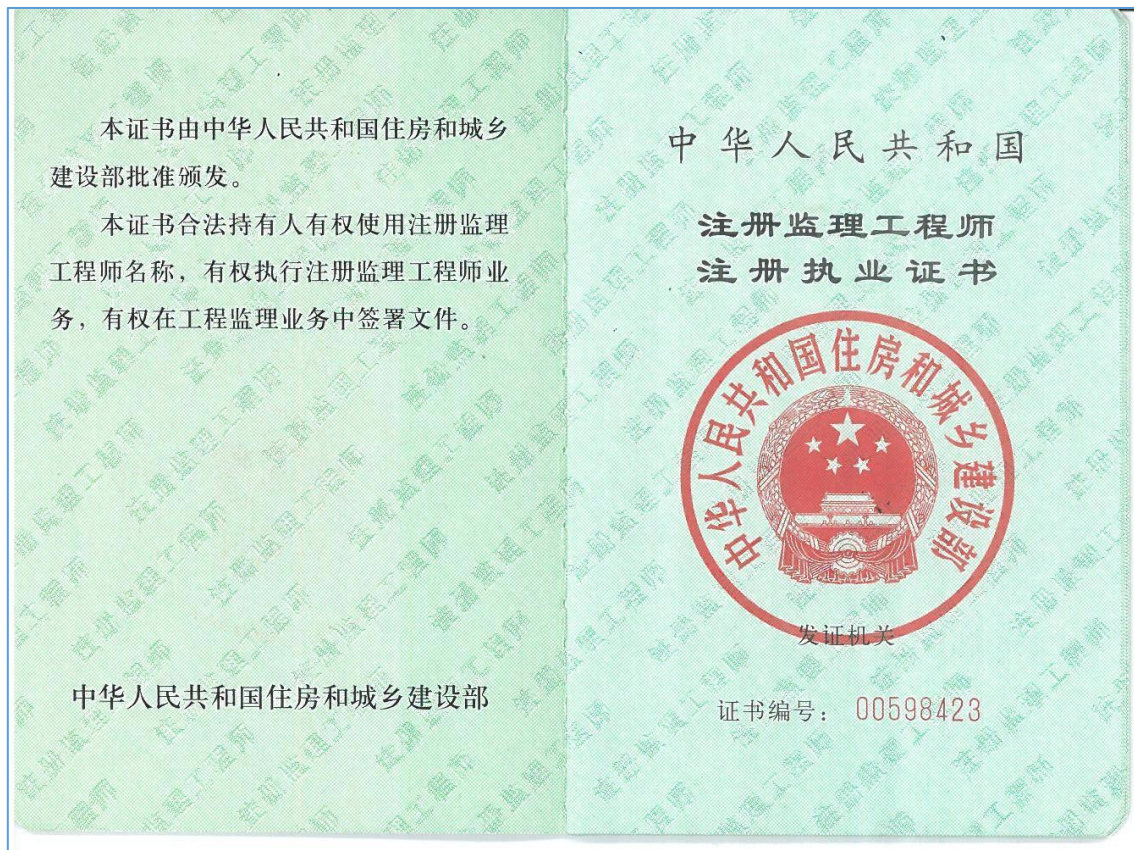 本证书由中华人民共和国住房和城乡
建设部批准颁发。
本证书合法持有人有权使用注册监理
工程师名称，有权执行注册监理工程师业
务，有权在工程监理业务中签署文件。
中华人民共和国住房和城乡建设部
中华人民共和国
注册监理工程师
注册执业证书
中华人民共和国住房和城乡建设部
发证机关
证书编号： 00598423